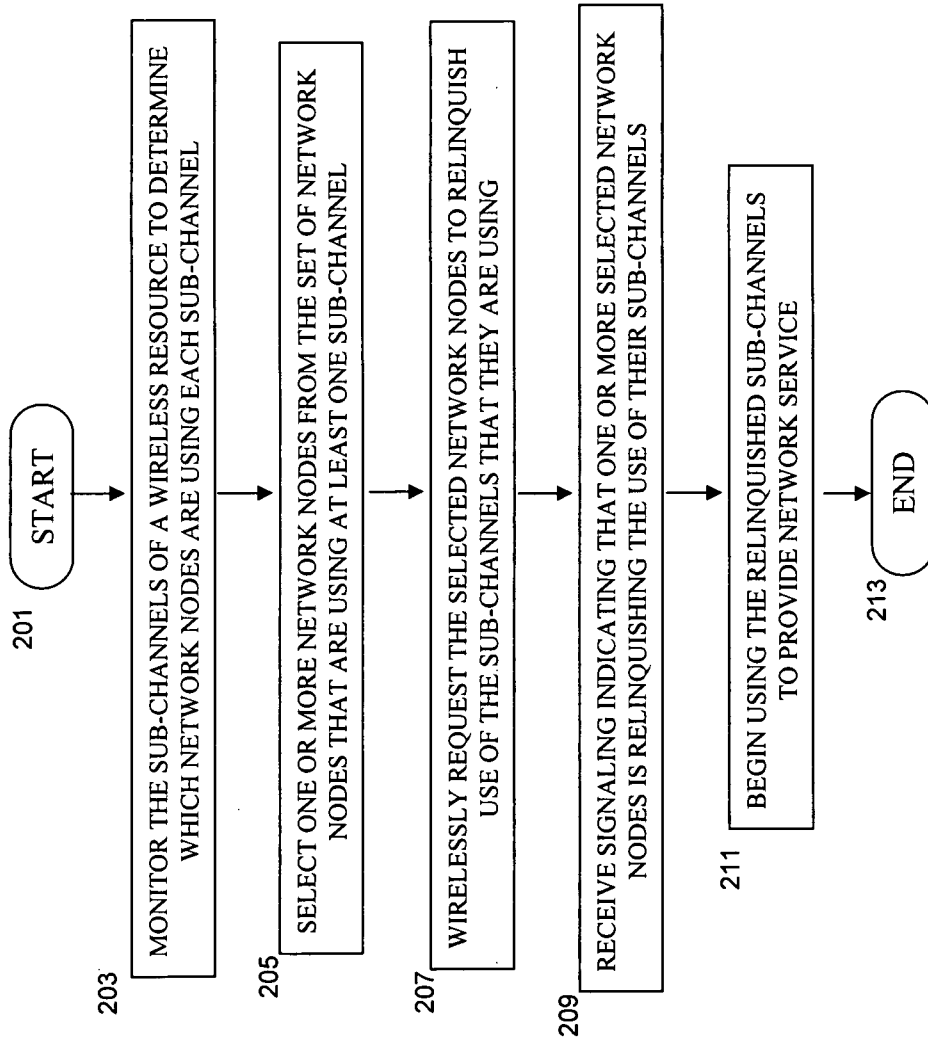 201
START
203
MONITOR THE SUB-CHANNELS OF A WIRELESS RESOURCE TO DETERMINE
WHICH NETWORK NODES ARE USING EACH SUB-CHANNEL
205
SELECT ONE OR MORE NETWORK NODES FROM THE SET OF NETWORK
NODES THAT ARE USING AT LEAST ONE SUB-CHANNEL
207
WIRELESSLY REQUEST THE SELECTED NETWORK NODES TO RELINQUISH
USE OF THE SUB-CHANNELS THAT THEY ARE USING
209
RECEIVE SIGNALING INDICATING THAT ONE OR MORE SELECTED NETWORK
NODES IS RELINQUISHING THE USE OF THEIR SUB-CHANNELS
211
BEGIN USING THE RELINQUISHED SUB-CHANNELS
TO PROVIDE NETWORK SERVICE
213
END